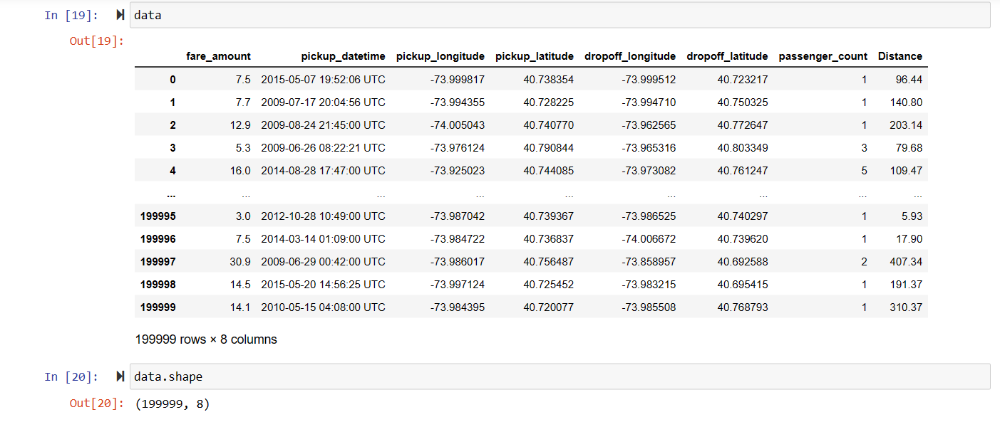 In [19]: data
Out[19]:
fare_amount pickup_datetime pickup_longitude pickup_latitude dropoff_longitude dropoff_latitude passenger_count Distance
0 7.5 2015-05-07 19:52:06 UTC -73.999817 40.738354 -73.999512 40.723217 1 96.44
1 7.7 2009-07-17 20:04:56 UTC -73.994355 40.728225 -73.994710 40.750325 1 140.80
2 12.9 2009-08-24 21:45:00 UTC -74.005043 40.740770 -73.962565 40.772647 1 203.14
3 5.3 2009-06-26 08:22:21 UTC -73.976124 40.790844 -73.965316 40.803349 3 79.68
4 16.0 2014-08-28 17:47:00 UTC -73.925023 40.744085 -73.973082 40.761247 5 109.47
... ... ... ... ... ... ... ... ...
199995 3.0 2012-10-28 10:49:00 UTC -73.987042 40.739367 -73.986525 40.740297 1 5.93
199996 7.5 2014-03-14 01:09:00 UTC -73.984722 40.736837 -74.006672 40.739620 1 17.90
199997 30.9 2009-06-29 00:42:00 UTC -73.986017 40.756487 -73.858957 40.692588 2 407.34
199998 14.5 2015-05-20 14:56:25 UTC -73.997124 40.725452 -73.983215 40.695415 1 191.37
199999 14.1 2010-05-15 04:08:00 UTC -73.984395 40.720077 -73.985508 40.768793 1 310.37
199999 rows × 8 columns
In [20]: data.shape
Out[20]: (199999, 8)